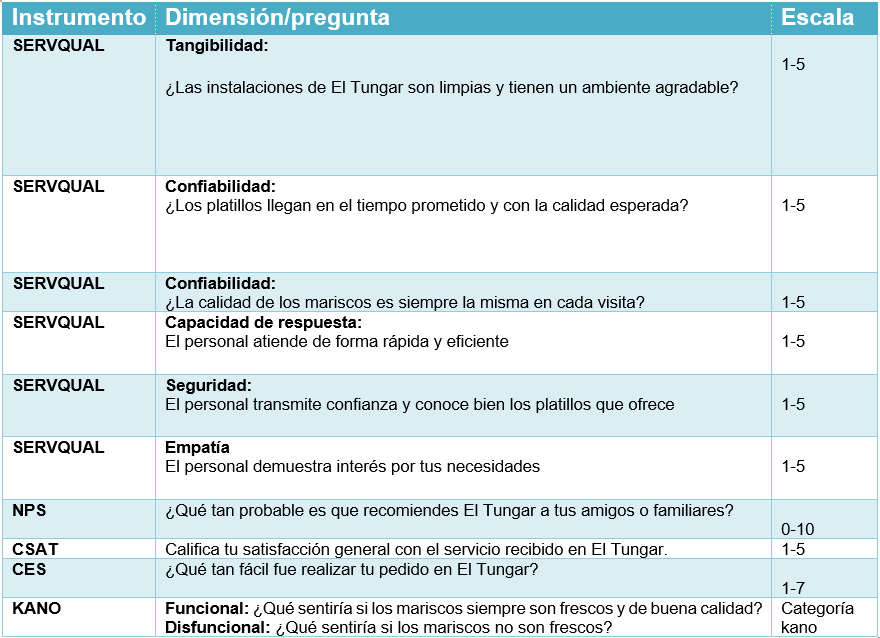 Instrumento Dimensión/pregunta Escala
SERVQUAL Tangibilidad:
1-5
¿Las instalaciones de El Tungar son limpias y tienen un ambiente agradable?
SERVQUAL Confiabilidad:
¿Los platillos llegan en el tiempo prometido y con la calidad esperada? 1-5
SERVQUAL Confiabilidad:
¿La calidad de los mariscos es siempre la misma en cada visita? 1-5
SERVQUAL Capacidad de respuesta:
El personal atiende de forma rápida y eficiente 1-5
SERVQUAL Seguridad:
El personal transmite confianza y conoce bien los platillos que ofrece 1-5
SERVQUAL Empatía
El personal demuestra interés por tus necesidades 1-5
NPS ¿Qué tan probable es que recomiendes El Tungar a tus amigos o familiares?
0-10
CSAT Califica tu satisfacción general con el servicio recibido en El Tungar. 1-5
CES ¿Qué tan fácil fue realizar tu pedido en El Tungar?
1-7
KANO Funcional: ¿Qué sentiría si los mariscos siempre son frescos y de buena calidad? Categoría
Disfuncional: ¿Qué sentiría si los mariscos no son frescos? kano